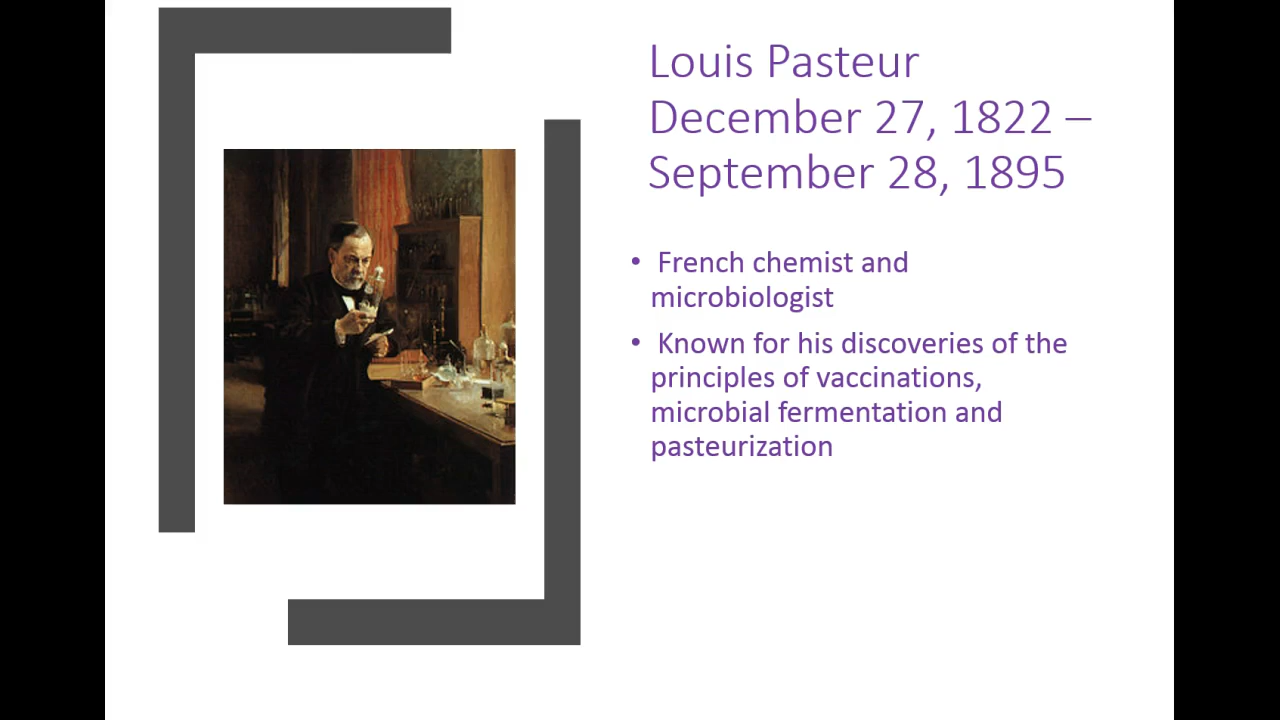 Louis Pasteur
December 27, 1822 –
September 28, 1895
• French chemist and
microbiologist
• Known for his discoveries of the
principles of vaccinations,
microbial fermentation and
pasteurization